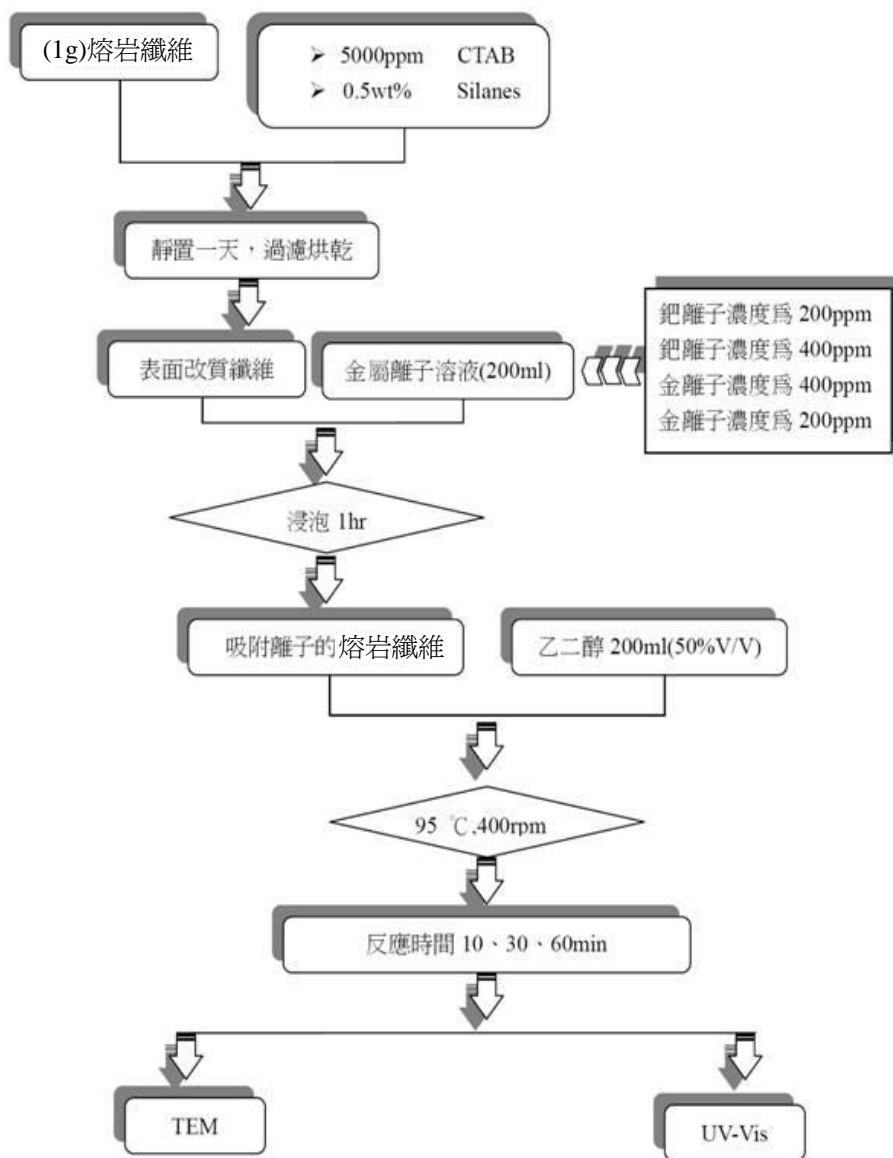 (1g)熔岩纖維
➢ 5000ppm CTAB
➢ 0.5wt% Silanes
靜置一天，過濾烘乾
表面改質纖維
金屬離子溶液(200ml)
鈀離子濃度爲 200ppm
鈀離子濃度爲 400ppm
金離子濃度爲 400ppm
金離子濃度爲 200ppm
浸泡 1hr
吸附離子的熔岩纖維
乙二醇 200ml(50%V/V)
95 ℃,400rpm
反應時間 10、30、60min
TEM
UV-Vis